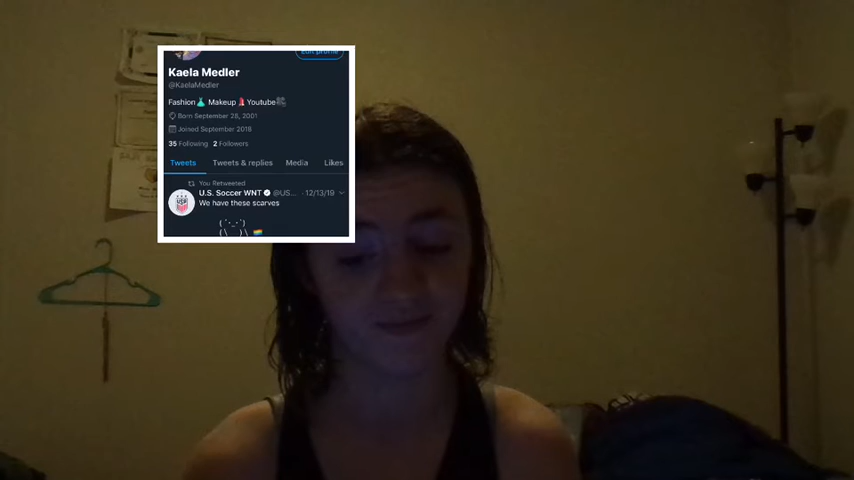 Edit profile
Kaela Medler
@KaelaMedler
Fashion👗 Makeup💄Youtube🎥
Born September 28, 2001
Joined September 2018
35 Following 2 Followers
Tweets Tweets & replies Media Likes
You Retweeted
U.S. Soccer WNT @US... · 12/13/19
We have these scarves